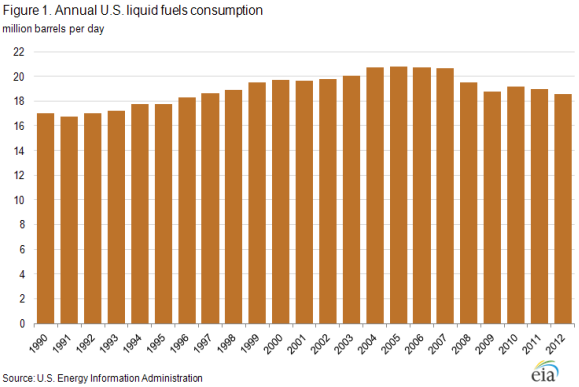 Figure 1. Annual U.S. liquid fuels consumption
million barrels per day
22
20
18
16
14
12
10
8
6
4
2
0
1990 1991 1992 1993 1994 1995 1996 1997 1998 1999 2000 2001 2002 2003 2004 2005 2006 2007 2008 2009 2010 2011 2012
Source: U.S. Energy Information Administration
eia